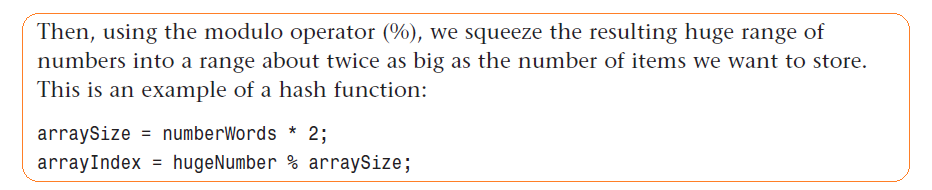 Then, using the modulo operator (%), we squeeze the resulting huge range of
numbers into a range about twice as big as the number of items we want to store.
This is an example of a hash function:
arraySize = numberWords * 2;
arrayIndex = hugeNumber % arraySize;